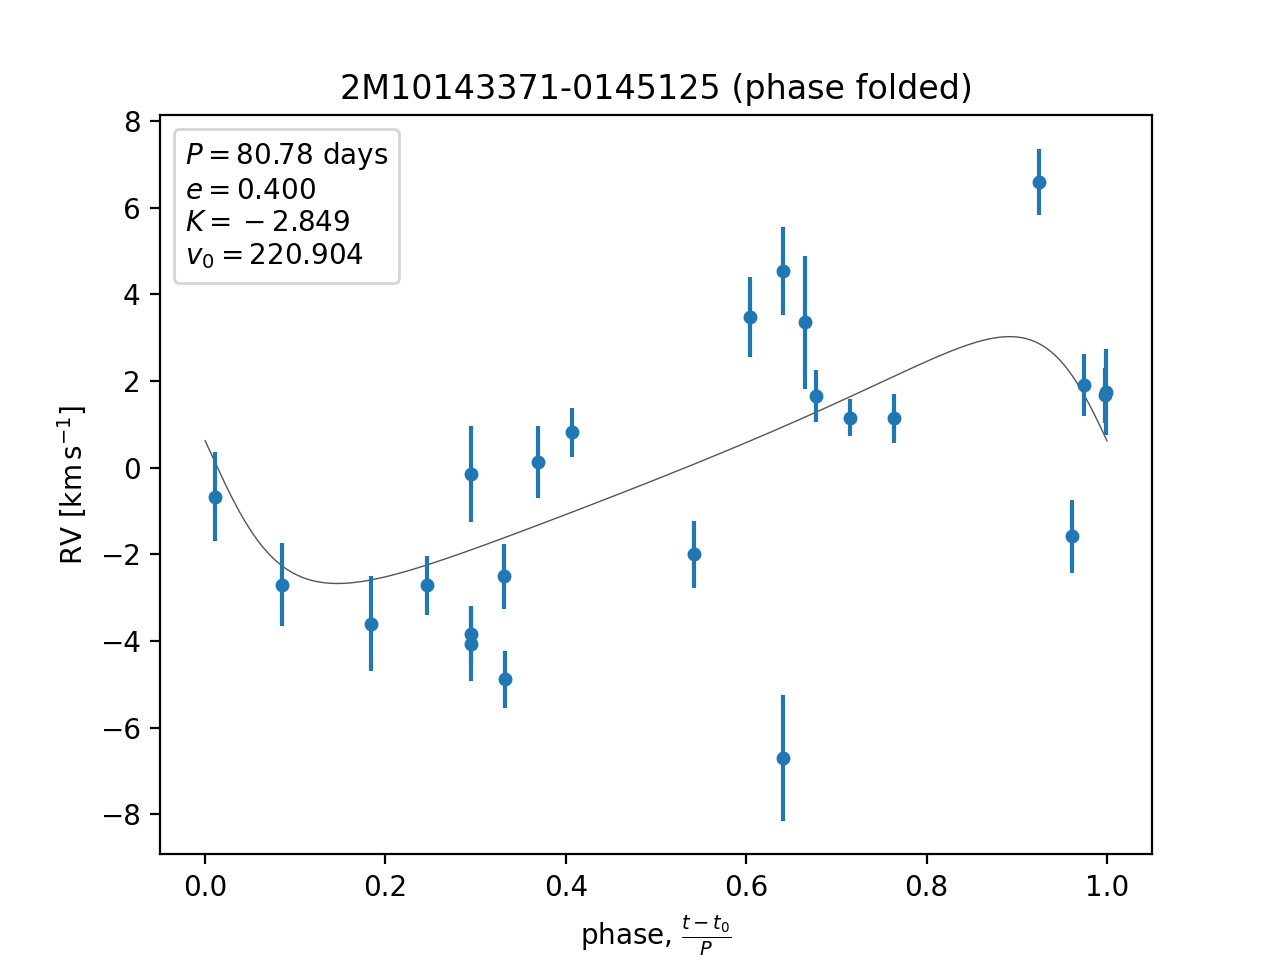 2M10143371-0145125 (phase folded)
P = 80.78 days
e = 0.400
K = −2.849
v₀ = 220.904
RV [km s⁻¹]
8
6
4
2
0
−2
−4
−6
−8
0.0 0.2 0.4 0.6 0.8 1.0
phase, (t − t₀)/P